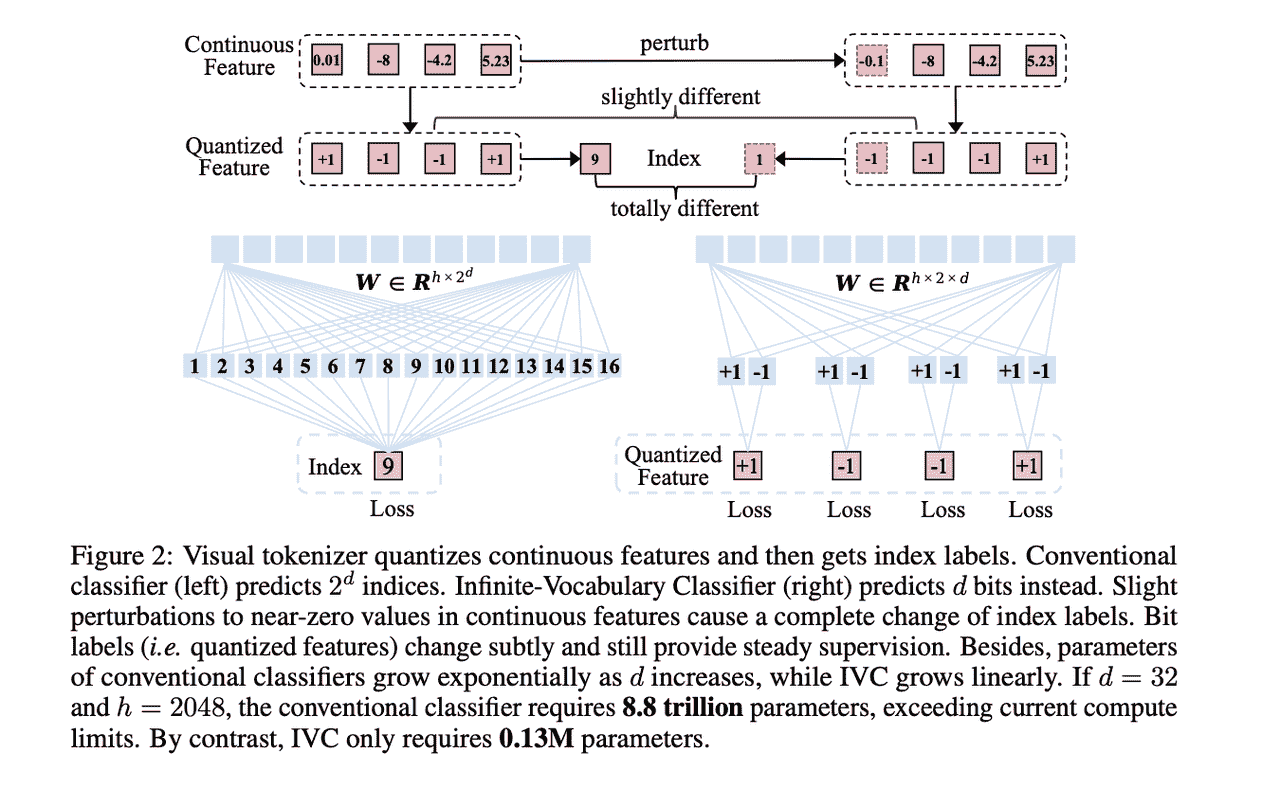 Continuous Feature
0.01 -8 -4.2 5.23
perturb
-0.1 -8 -4.2 5.23
slightly different
Quantized Feature
+1 -1 -1 +1
9 Index 1
-1 -1 -1 +1
totally different
W ∈ R^{h×2^d}
1 2 3 4 5 6 7 8 9 10 11 12 13 14 15 16
Index 9
Loss
W ∈ R^{h×2×d}
+1 -1 +1 -1 +1 -1 +1 -1
Quantized Feature
+1 -1 -1 +1
Loss Loss Loss Loss
Figure 2: Visual tokenizer quantizes continuous features and then gets index labels. Conventional
classifier (left) predicts 2^d indices. Infinite-Vocabulary Classifier (right) predicts d bits instead. Slight
perturbations to near-zero values in continuous features cause a complete change of index labels. Bit
labels (i.e. quantized features) change subtly and still provide steady supervision. Besides, parameters
of conventional classifiers grow exponentially as d increases, while IVC grows linearly. If d = 32
and h = 2048, the conventional classifier requires 8.8 trillion parameters, exceeding current compute
limits. By contrast, IVC only requires 0.13M parameters.